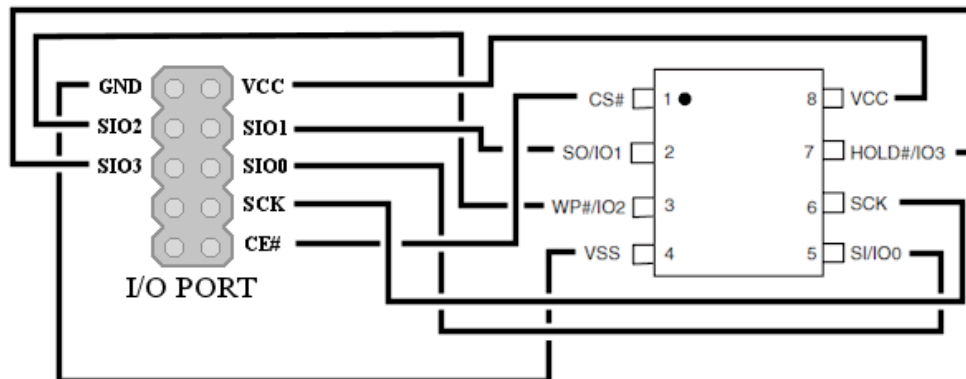 GND VCC
SIO2 SIO1
SIO3 SIO0
SCK
CE#
I/O PORT
CS# 1 8 VCC
SO/IO1 2 7 HOLD#/IO3
WP#/IO2 3 6 SCK
VSS 4 5 SI/IO0